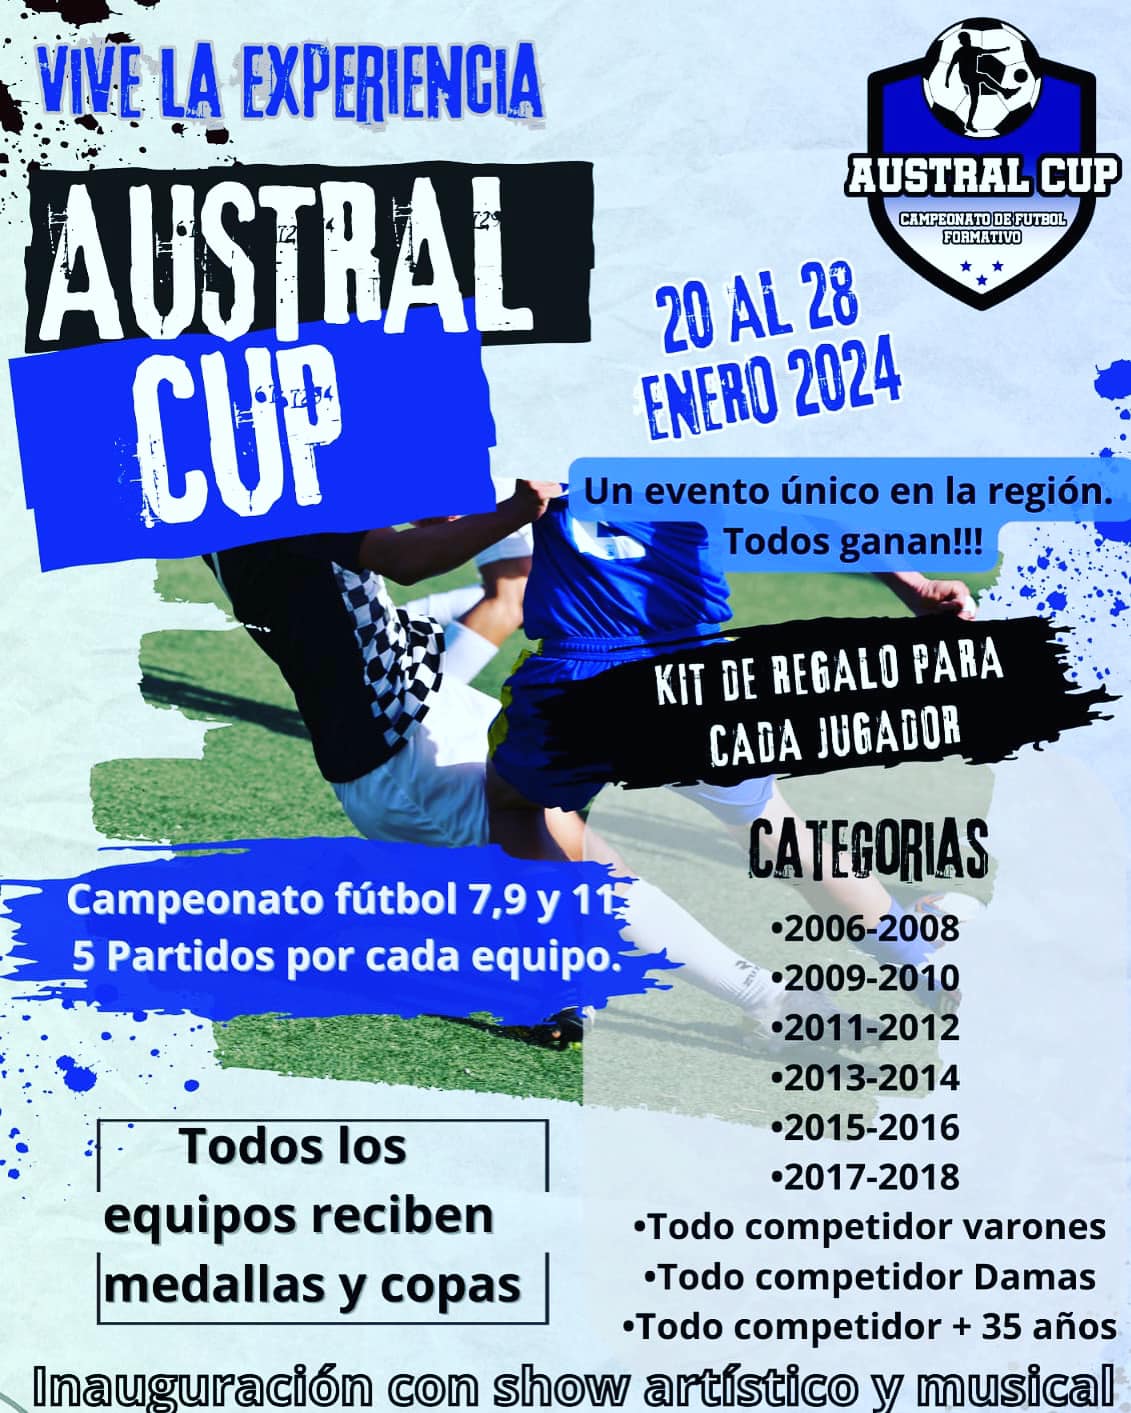 VIVE LA EXPERIENCIA
AUSTRAL
CUP
AUSTRAL CUP
CAMPEONATO DE FUTBOL
FORMATIVO
20 AL 28
ENERO 2024
Un evento único en la región.
Todos ganan!!!
KIT DE REGALO PARA
CADA JUGADOR
Campeonato fútbol 7,9 y 11
5 Partidos por cada equipo.
CATEGORIAS
•2006-2008
•2009-2010
•2011-2012
•2013-2014
•2015-2016
•2017-2018
•Todo competidor varones
•Todo competidor Damas
•Todo competidor + 35 años
Todos los
equipos reciben
medallas y copas
Inauguración con show artístico y musical